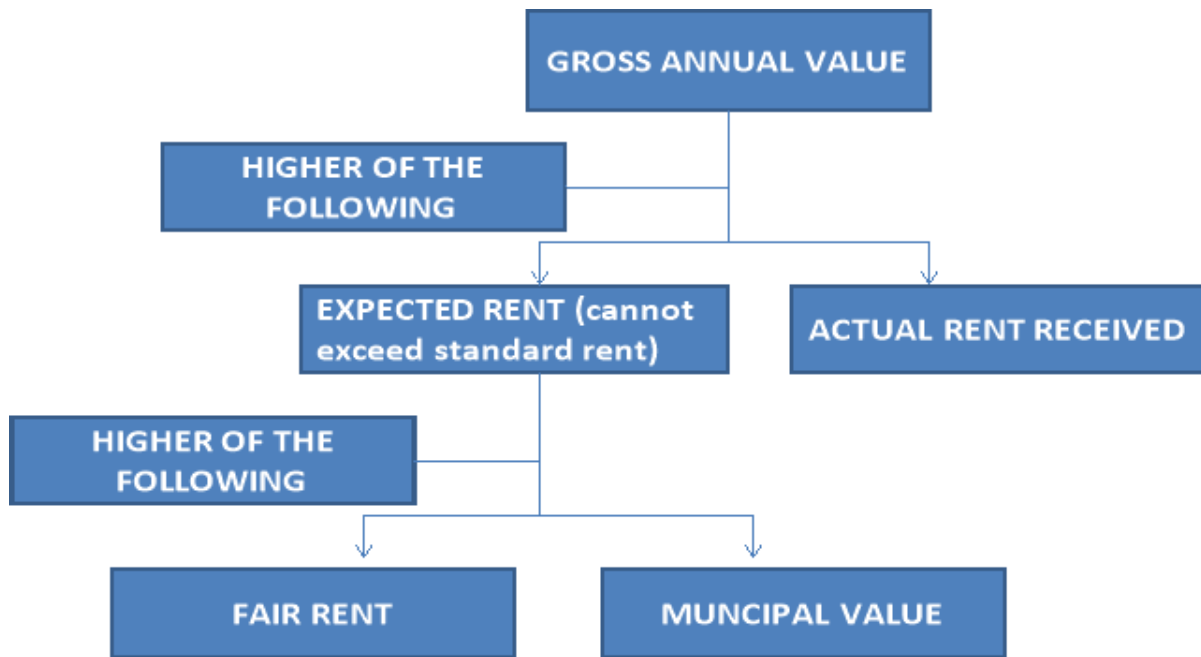 GROSS ANNUAL VALUE
HIGHER OF THE
FOLLOWING
EXPECTED RENT (cannot
exceed standard rent)
ACTUAL RENT RECEIVED
HIGHER OF THE
FOLLOWING
FAIR RENT
MUNCIPAL VALUE